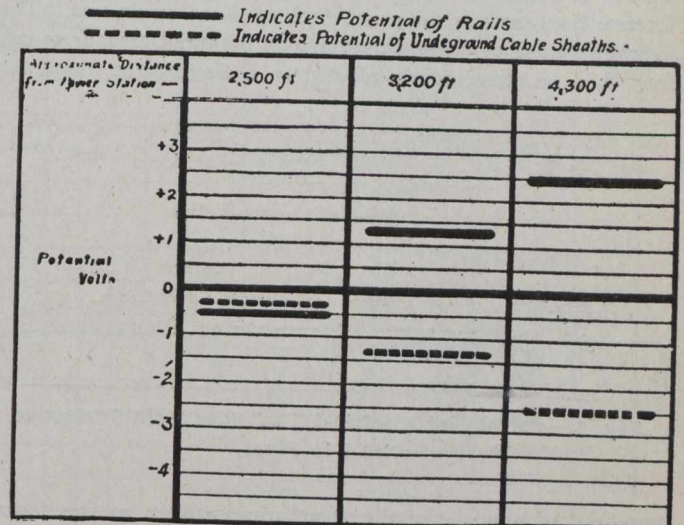 Indicates Potential of Rails
Indicates Potential of Undeground Cable Sheaths.
Approximate Distance
from Power Station
2,500 ft
3,200 ft
4,300 ft
+3
+2
+1
Potential
Volts
0
-1
-2
-3
-4